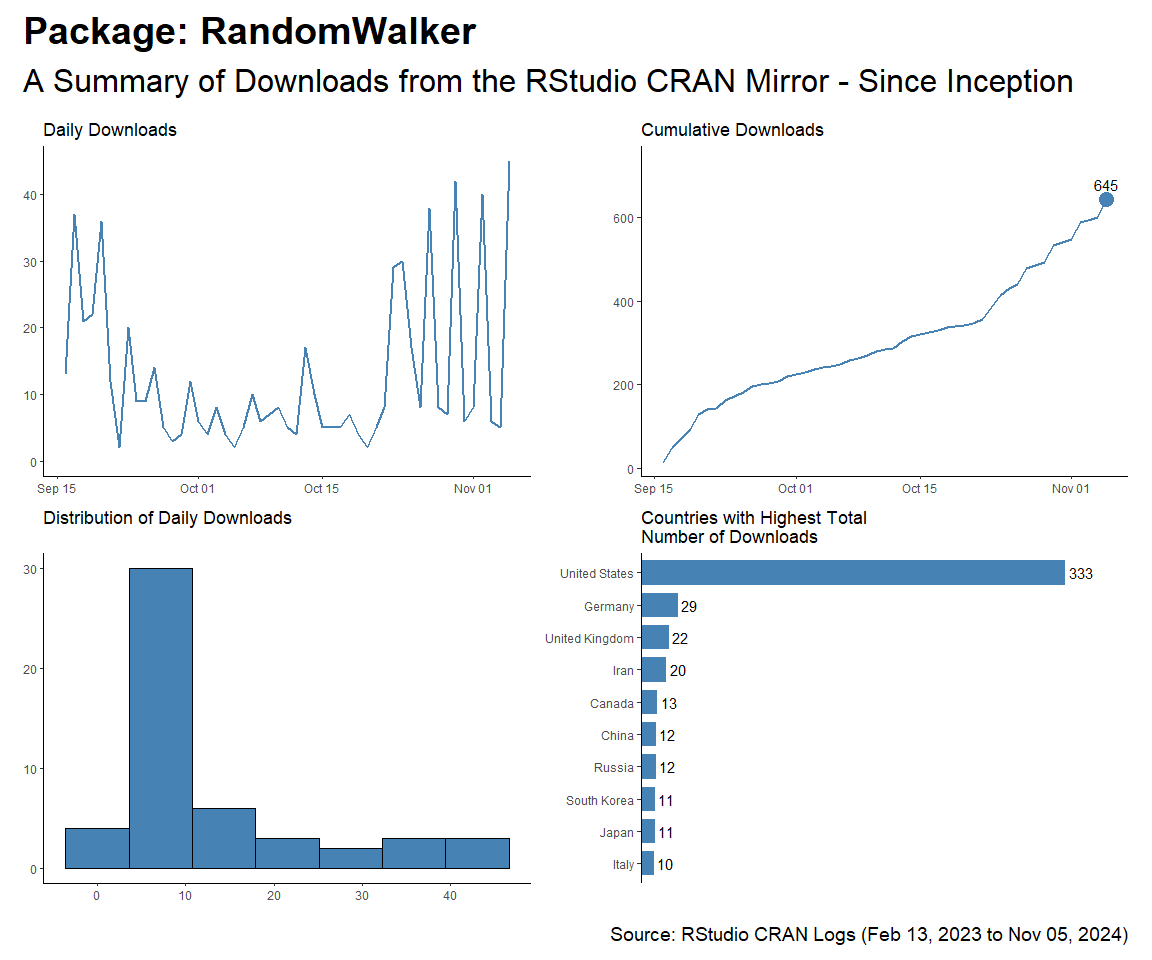 Package: RandomWalker
A Summary of Downloads from the RStudio CRAN Mirror - Since Inception
Daily Downloads
40
30
20
10
0
Sep 15 Oct 01 Oct 15 Nov 01
Cumulative Downloads
645
600
400
200
0
Sep 15 Oct 01 Oct 15 Nov 01
Distribution of Daily Downloads
30
20
10
0
0 10 20 30 40
Countries with Highest Total
Number of Downloads
United States 333
Germany 29
United Kingdom 22
Iran 20
Canada 13
China 12
Russia 12
South Korea 11
Japan 11
Italy 10
Source: RStudio CRAN Logs (Feb 13, 2023 to Nov 05, 2024)